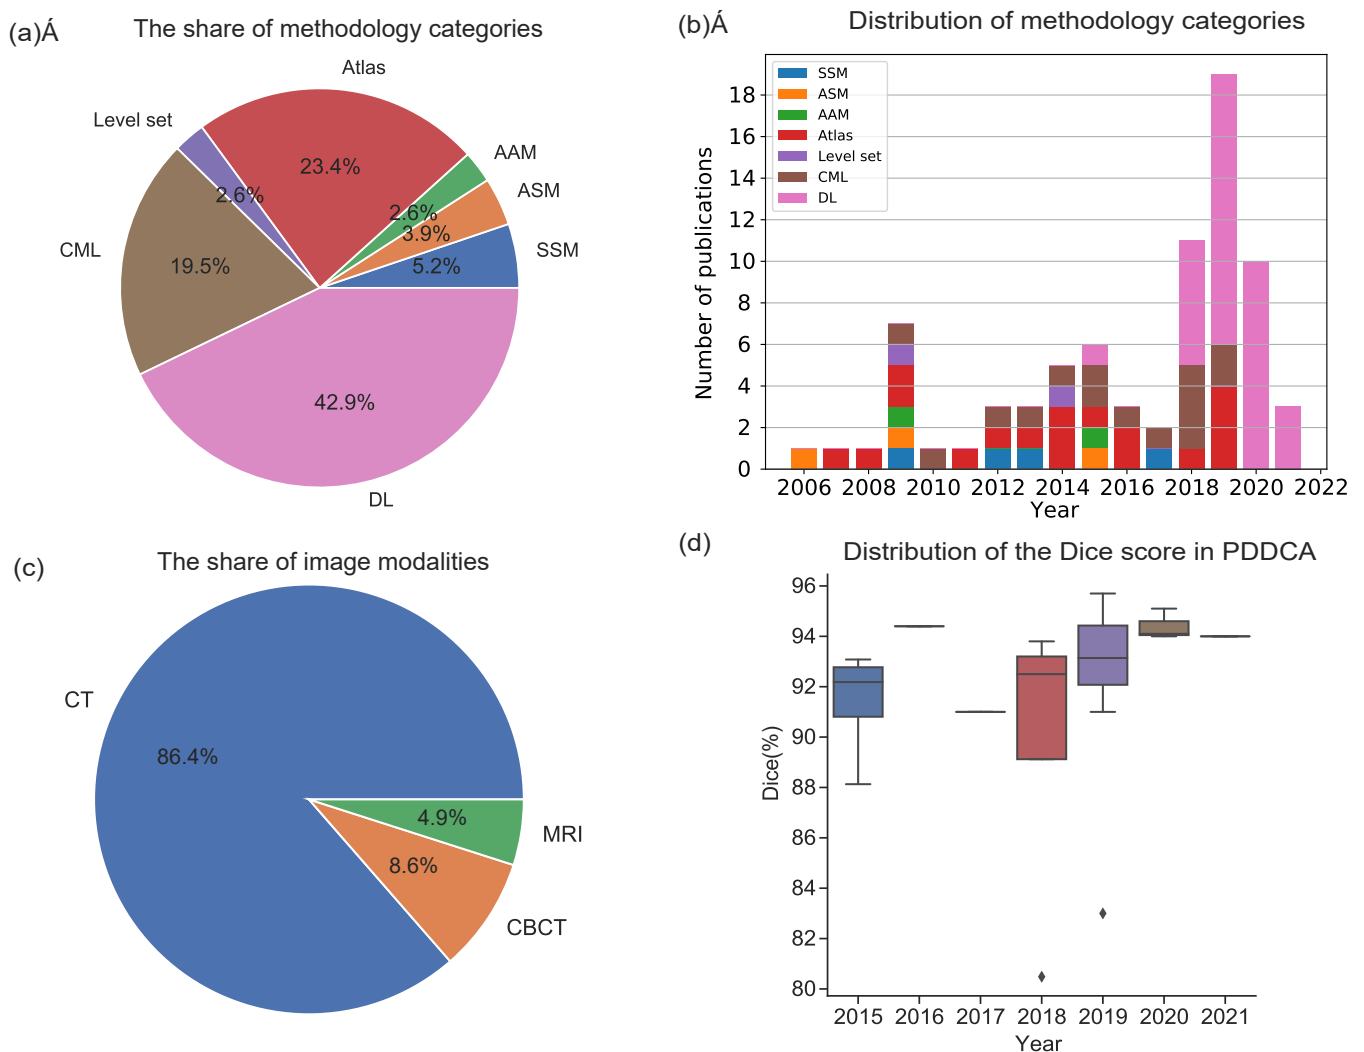 (a)Á
The share of methodology categories
Atlas
Level set
AAM
ASM
SSM
CML
DL
23.4%
2.6%
2.6%
3.9%
5.2%
19.5%
42.9%
(b)Á
Distribution of methodology categories
SSM
ASM
AAM
Atlas
Level set
CML
DL
Number of publications
18
16
14
12
10
8
6
4
2
0
2006 2008 2010 2012 2014 2016 2018 2020 2022
Year
(c)
The share of image modalities
CT
86.4%
4.9%
MRI
8.6%
CBCT
(d)
Distribution of the Dice score in PDDCA
Dice(%)
96
94
92
90
88
86
84
82
80
2015 2016 2017 2018 2019 2020 2021
Year